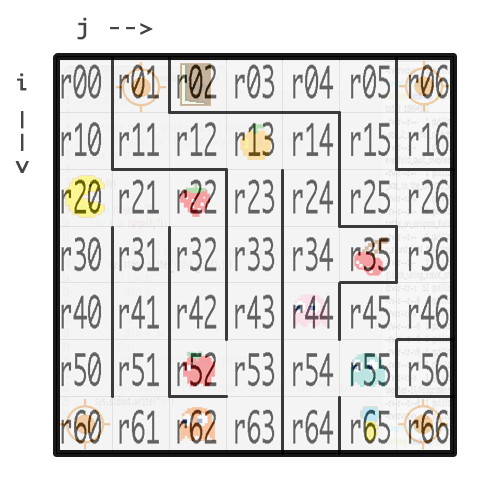 j -->
i r00 r01 r02 r03 r04 r05 r06
| r10 r11 r12 r13 r14 r15 r16
| r20 r21 r22 r23 r24 r25 r26
v r30 r31 r32 r33 r34 r35 r36
r40 r41 r42 r43 r44 r45 r46
r50 r51 r52 r53 r54 r55 r56
r60 r61 r62 r63 r64 r65 r66